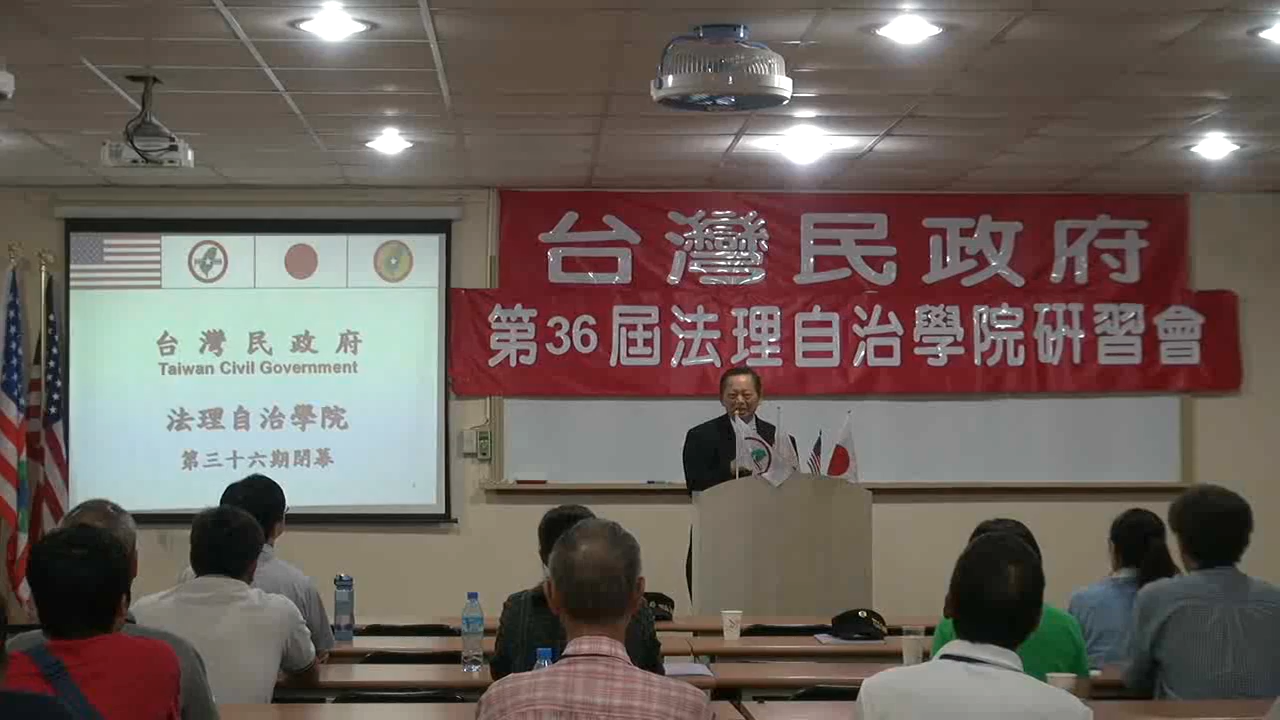 台灣民政府
Taiwan Civil Government
法理自治學院
第三十六期閉幕
台灣民政府
第36屆法理自治學院研習會